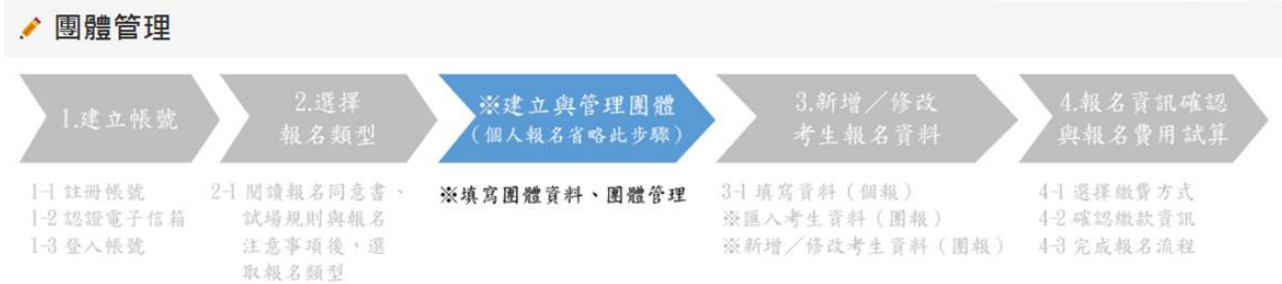 團體管理
1.建立帳號
2.選擇
報名類型
※建立與管理團體
(個人報名省略此步驟)
3.新增／修改
考生報名資料
4.報名資訊確認
與報名費用試算
1-1 註冊帳號
1-2 認證電子信箱
1-3 登入帳號
2-1 閱讀報名同意書、
試場規則與報名
注意事項後，選
取報名類型
※填寫團體資料、團體管理
3-1 填寫資料（個報）
※匯入考生資料（團報）
※新增／修改考生資料（團報）
4-1 選擇繳費方式
4-2 確認繳款資訊
4-3 完成報名流程